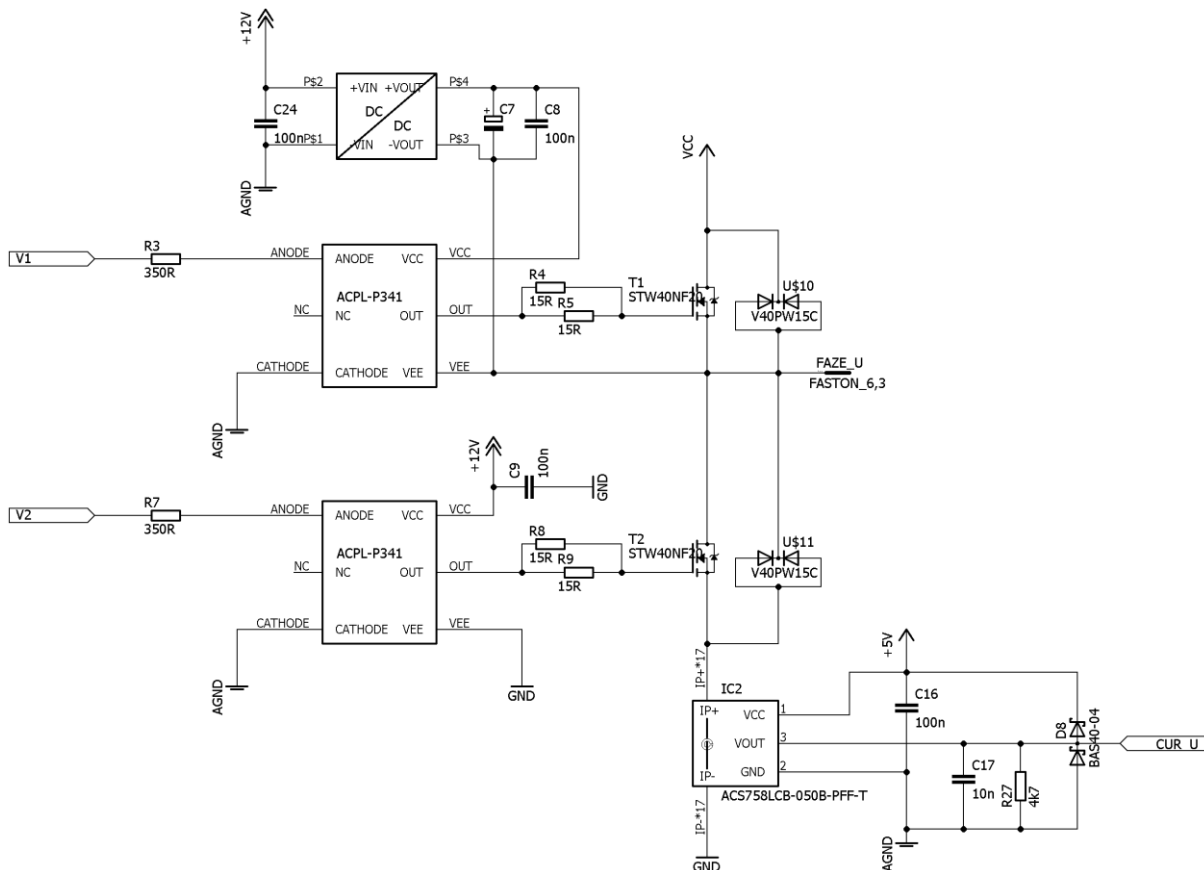 +12V
P$2
+VIN +VOUT
P$4
C24
100n
DC
DC
C7
+
C8
100n
P$1
-VIN -VOUT
P$3
AGND
VCC
V1
R3
350R
ANODE
ANODE VCC
VCC
ACPL-P341
NC
NC OUT
OUT
R4
15R
R5
15R
T1
STW40NF20
U$10
V40PW15C
CATHODE
CATHODE VEE
VEE
FAZE_U
FASTON_6,3
AGND
+12V
C9
100n
GND
V2
R7
350R
ANODE
ANODE VCC
VCC
ACPL-P341
NC
NC OUT
OUT
R8
15R
R9
15R
T2
STW40NF20
U$11
V40PW15C
CATHODE
CATHODE VEE
VEE
AGND
GND
IP+*17
IC2
IP+
VCC
1
VOUT
3
GND
2
IP-
ACS758LCB-050B-PFF-T
IP-*17
GND
+5V
C16
100n
C17
10n
R27
4k7
D8
BAS40-04
CUR_U
AGND